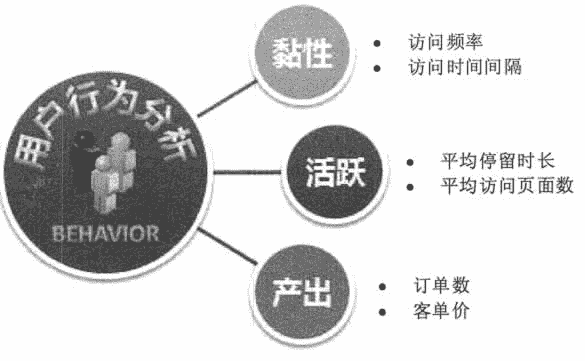 用户行为分析
BEHAVIOR
黏性
• 访问频率
• 访问时间间隔
活跃
• 平均停留时长
• 平均访问页面数
产出
• 订单数
• 客单价